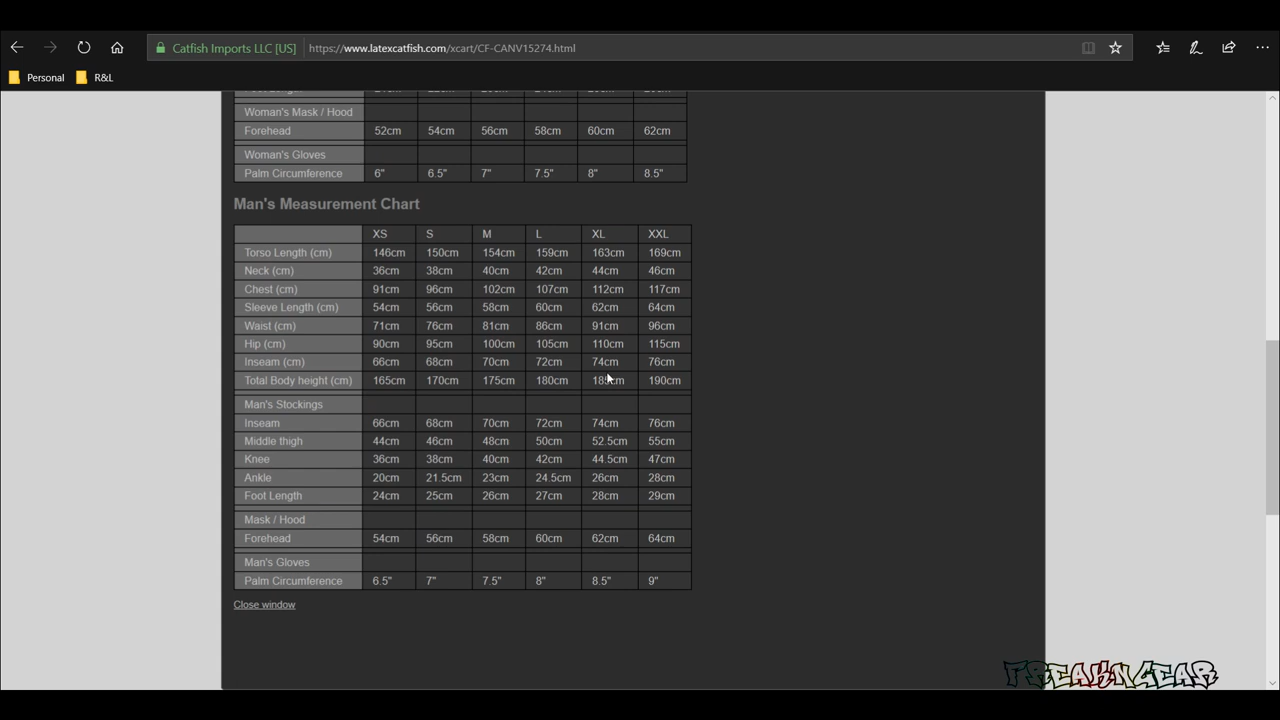 Catfish Imports LLC [US] https://www.latexcatfish.com/xcart/CF-CANV15274.html
Personal R&L
Woman's Mask / Hood
Forehead 52cm 54cm 56cm 58cm 60cm 62cm
Woman's Gloves
Palm Circumference 6" 6.5" 7" 7.5" 8" 8.5"
Man's Measurement Chart
XS S M L XL XXL
Torso Length (cm) 146cm 150cm 154cm 159cm 163cm 169cm
Neck (cm) 36cm 38cm 40cm 42cm 44cm 46cm
Chest (cm) 91cm 96cm 102cm 107cm 112cm 117cm
Sleeve Length (cm) 54cm 56cm 58cm 60cm 62cm 64cm
Waist (cm) 71cm 76cm 81cm 86cm 91cm 96cm
Hip (cm) 90cm 95cm 100cm 105cm 110cm 115cm
Inseam (cm) 66cm 68cm 70cm 72cm 74cm 76cm
Total Body height (cm) 165cm 170cm 175cm 180cm 185cm 190cm
Man's Stockings
Inseam 66cm 68cm 70cm 72cm 74cm 76cm
Middle thigh 44cm 46cm 48cm 50cm 52.5cm 55cm
Knee 36cm 38cm 40cm 42cm 44.5cm 47cm
Ankle 20cm 21.5cm 23cm 24.5cm 26cm 28cm
Foot Length 24cm 25cm 26cm 27cm 28cm 29cm
Mask / Hood
Forehead 54cm 56cm 58cm 60cm 62cm 64cm
Man's Gloves
Palm Circumference 6.5" 7" 7.5" 8" 8.5" 9"
Close window
FREAKNGEAR